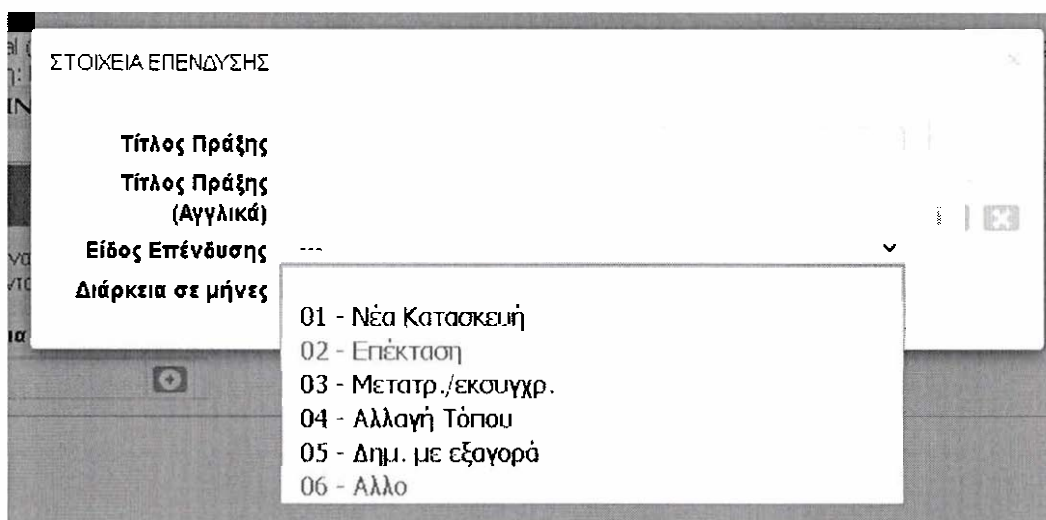 ΣΤΟΙΧΕΙΑ ΕΠΕΝΔΥΣΗΣ
Τίτλος Πράξης
Τίτλος Πράξης
(Αγγλικά)
Είδος Επένδυσης ---
Διάρκεια σε μήνες
01 - Νέα Κατασκευή
02 - Επέκταση
03 - Μετατρ./εκσυγχρ.
04 - Αλλαγή Τόπου
05 - Δημ. με εξαγορά
06 - Αλλο